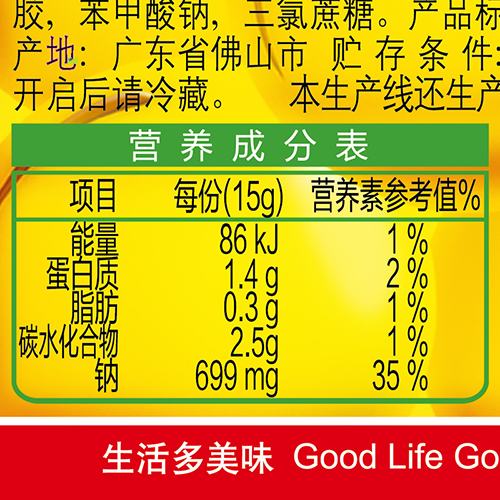 胶，苯甲酸钠，三氯蔗糖。产品标
产地：广东省佛山市 贮存条件:
开启后请冷藏。 本生产线还生产
营养成分表
项目 每份(15g) 营养素参考值%
能量 86 kJ 1 %
蛋白质 1.4 g 2 %
脂肪 0.3 g 1 %
碳水化合物 2.5g 1 %
钠 699 mg 35 %
生活多美味 Good Life Go